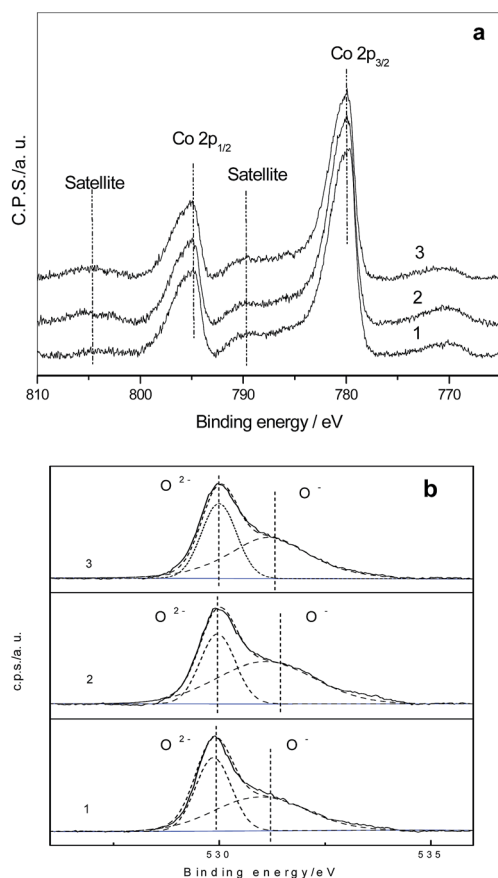 a
Co 2p3/2
Co 2p1/2
Satellite
Satellite
3
2
1
C.P.S./a. u.
810 800 790 780 770
Binding energy / eV
b
O 2- O -
3
O 2- O -
2
O 2- O -
1
c.p.s./a. u.
530 535
Binding energy/eV